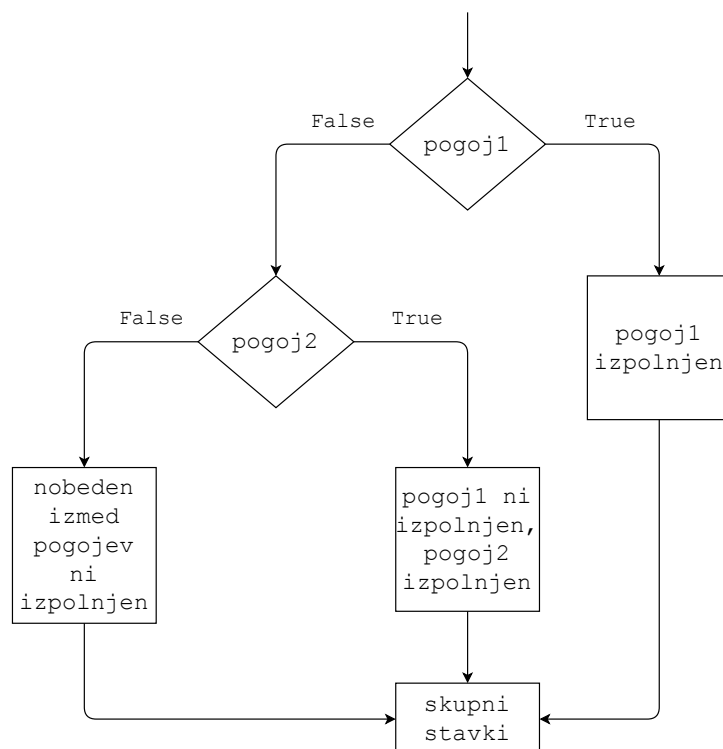 False
True
pogoj1
False
True
pogoj2
pogoj1
izpolnjen
nobeden
izmed
pogojev
ni
izpolnjen
pogoj1 ni
izpolnjen,
pogoj2
izpolnjen
skupni
stavki